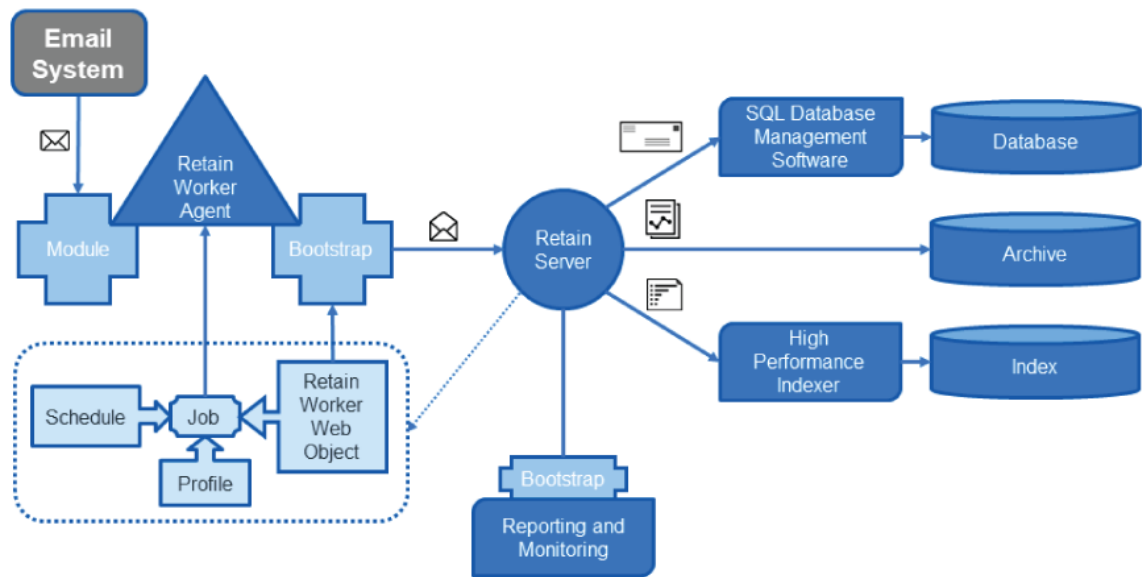 Email
System
Retain
Worker
Agent
Module
Bootstrap
Retain
Server
SQL Database
Management
Software
Database
Archive
High
Performance
Indexer
Index
Schedule
Job
Retain
Worker
Web
Object
Profile
Bootstrap
Reporting and
Monitoring